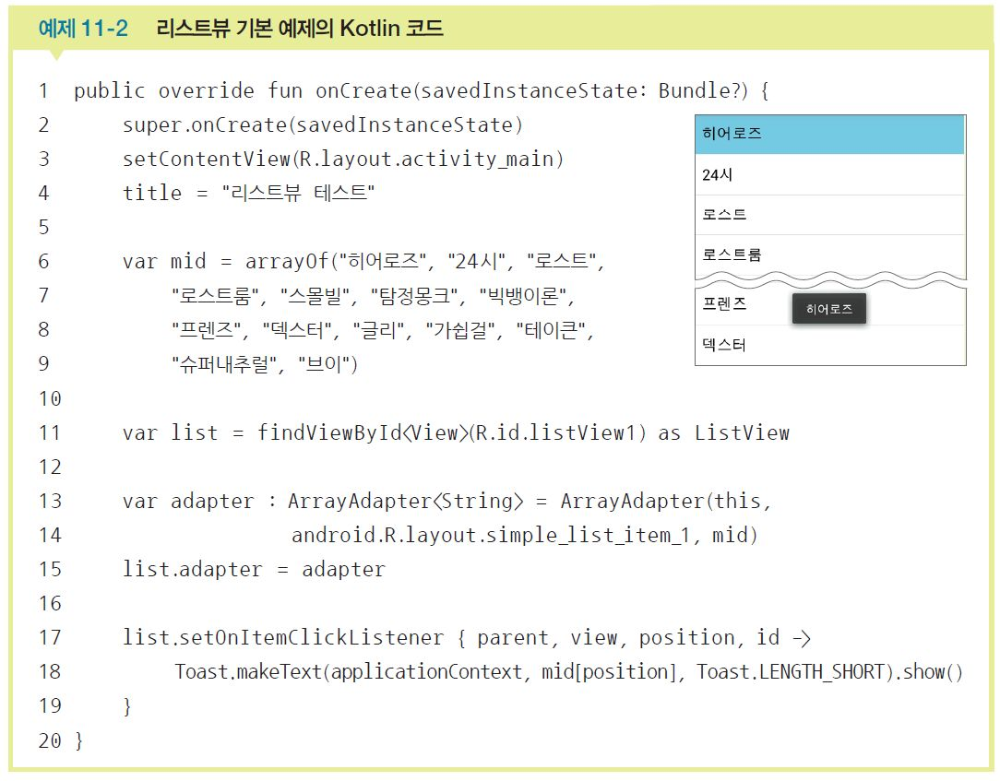 예제 11-2 리스트뷰 기본 예제의 Kotlin 코드
1 public override fun onCreate(savedInstanceState: Bundle?) {
2 super.onCreate(savedInstanceState)
3 setContentView(R.layout.activity_main)
4 title = "리스트뷰 테스트"
5
6 var mid = arrayOf("히어로즈", "24시", "로스트",
7 "로스트룸", "스몰빌", "탐정몽크", "빅뱅이론",
8 "프렌즈", "덱스터", "글리", "가쉽걸", "테이큰",
9 "슈퍼내추럴", "브이")
10
11 var list = findViewById<View>(R.id.listView1) as ListView
12
13 var adapter : ArrayAdapter<String> = ArrayAdapter(this,
14 android.R.layout.simple_list_item_1, mid)
15 list.adapter = adapter
16
17 list.setOnItemClickListener { parent, view, position, id ->
18 Toast.makeText(applicationContext, mid[position], Toast.LENGTH_SHORT).show()
19 }
20 }
히어로즈
24시
로스트
로스트룸
프렌즈
히어로즈
덱스터